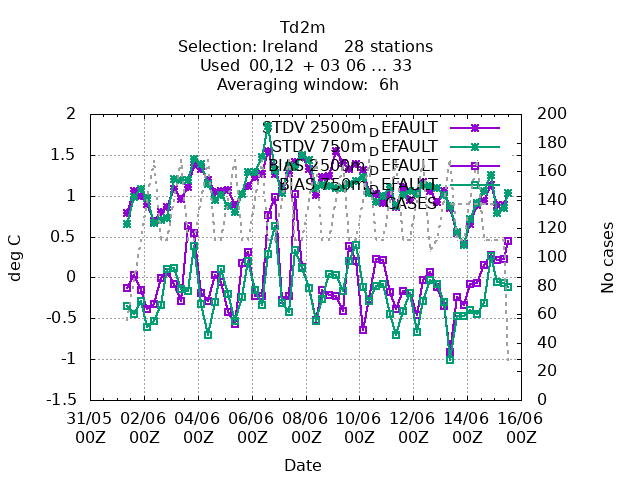 Td2m
Selection: Ireland 28 stations
Used 00,12 + 03 06 ... 33
Averaging window: 6h
STDV 2500m_DEFAULT
STDV 750m_DEFAULT
BIAS 2500m_DEFAULT
BIAS 750m_DEFAULT
CASES
2
1.5
1
0.5
0
-0.5
-1
-1.5
deg C
200
180
160
140
120
100
80
60
40
20
0
No cases
31/05 02/06 04/06 06/06 08/06 10/06 12/06 14/06 16/06
00Z 00Z 00Z 00Z 00Z 00Z 00Z 00Z 00Z
Date